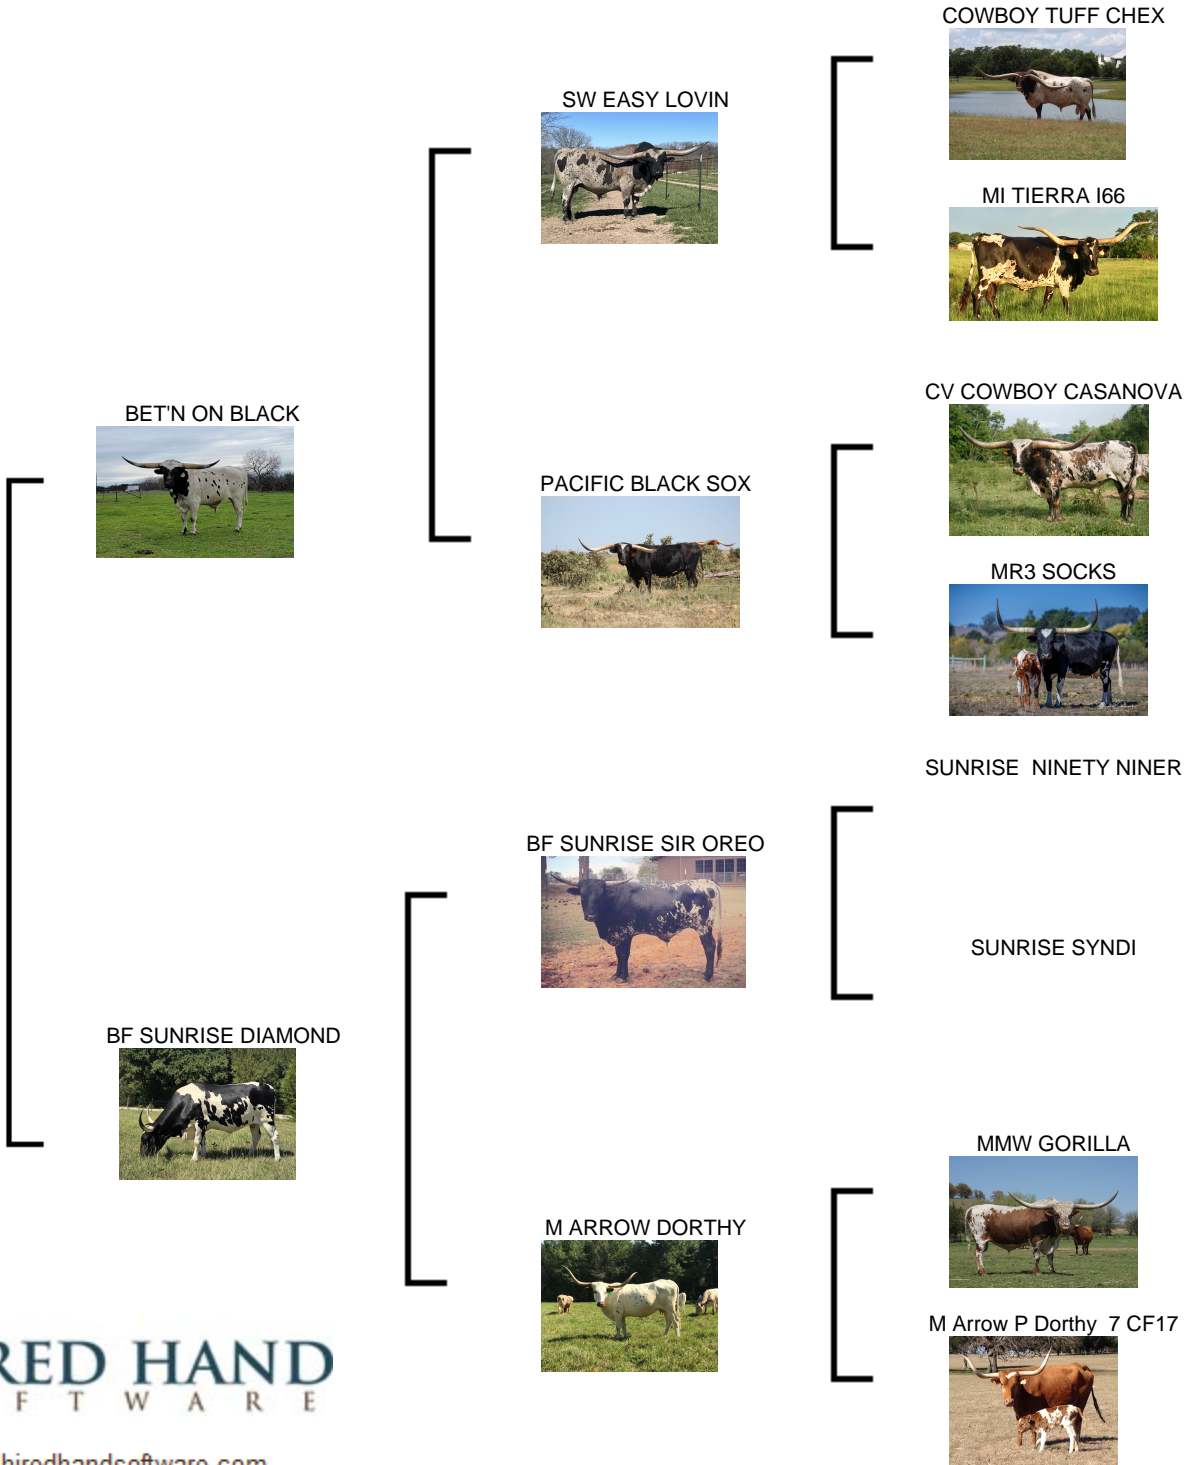 COWBOY TUFF CHEX
SW EASY LOVIN
MI TIERRA I66
BET'N ON BLACK
CV COWBOY CASANOVA
PACIFIC BLACK SOX
MR3 SOCKS
SUNRISE  NINETY NINER
BF SUNRISE SIR OREO
SUNRISE SYNDI
BF SUNRISE DIAMOND
MMW GORILLA
M ARROW DORTHY
M Arrow P Dorthy  7 CF17
RED HAND
F T W A R E
hiredhandsoftware.com